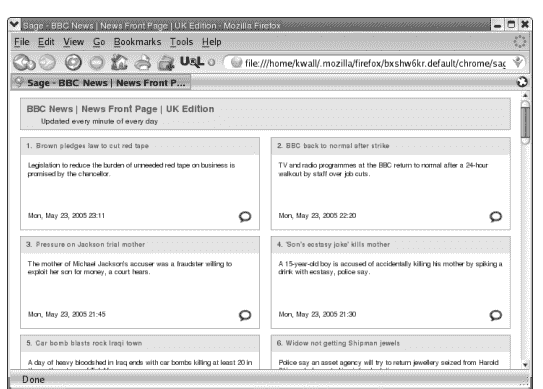 Sage - BBC News | News Front Page | UK Edition - Mozilla Firefox
File Edit View Go Bookmarks Tools Help
file:///home/kwall/.mozilla/firefox/bxshw6kr.default/chrome/sag
Sage - BBC News | News Front P...
BBC News | News Front Page | UK Edition
Updated every minute of every day
1. Brown pledges law to cut red tape
Legislation to reduce the burden of unneeded red tape on business is
promised by the chancellor.
Mon, May 23, 2005 23:11
2. BBC back to normal after strike
TV and radio programmes at the BBC return to normal after a 24-hour
walkout by staff over job cuts.
Mon, May 23, 2005 22:20
3. Pressure on Jackson trial mother
The mother of Michael Jackson's accuser was a fraudster willing to
exploit her son for money, a court hears.
Mon, May 23, 2005 21:45
4. 'Son's ecstasy joke' kills mother
A 15-year-old boy is accused of accidentally killing his mother by spiking a
drink with ecstasy, police say.
Mon, May 23, 2005 21:30
5. Car bomb blasts rock Iraqi town
A day of heavy bloodshed in Iraq ends with car bombs killing at least 20 in
6. Widow not getting Shipman jewels
Police say an asset agency will try to return jewellery seized from Harold
Done